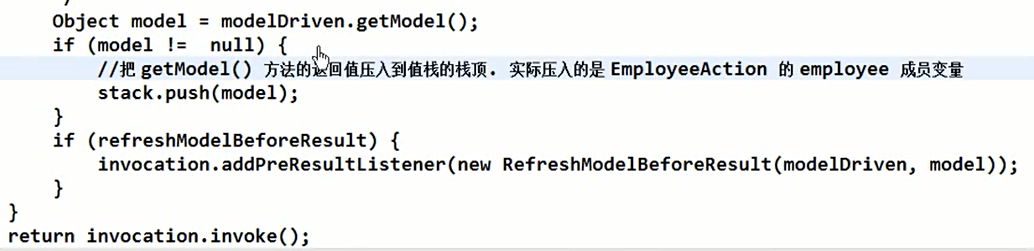 Object model = modelDriven.getModel();
if (model !=  null) {
//把 getModel() 方法的返回值压入到值栈的栈顶. 实际压入的是 EmployeeAction 的 employee 成员变量
stack.push(model);
}
if (refreshModelBeforeResult) {
invocation.addPreResultListener(new RefreshModelBeforeResult(modelDriven, model));
}
}
return invocation.invoke();